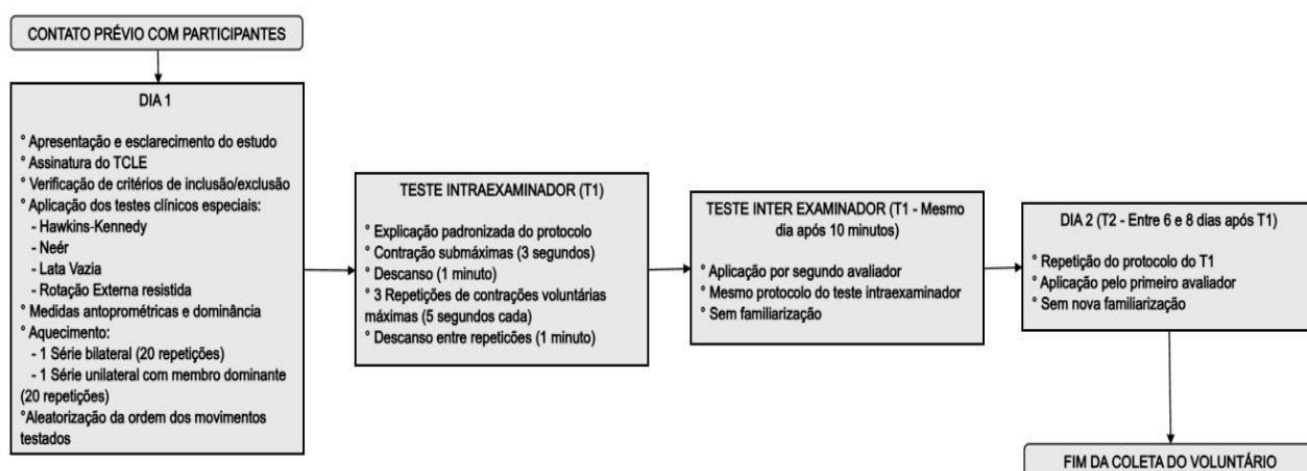 CONTATO PRÉVIO COM PARTICIPANTES
DIA 1
° Apresentação e esclarecimento do estudo
° Assinatura do TCLE
° Verificação de critérios de inclusão/exclusão
° Aplicação dos testes clínicos especiais:
- Hawkins-Kennedy
- Neér
- Lata Vazia
- Rotação Externa resistida
° Medidas antoprométricas e dominância
° Aquecimento:
- 1 Série bilateral (20 repetições)
- 1 Série unilateral com membro dominante
(20 repetições)
°Aleatorização da ordem dos movimentos
testados
TESTE INTRAEXAMINADOR (T1)
° Explicação padronizada do protocolo
° Contração submáximas (3 segundos)
° Descanso (1 minuto)
° 3 Repetições de contrações voluntárias
máximas (5 segundos cada)
° Descanso entre repetições (1 minuto)
TESTE INTER EXAMINADOR (T1 - Mesmo
dia após 10 minutos)
° Aplicação por segundo avaliador
° Mesmo protocolo do teste intraexaminador
° Sem familiarização
DIA 2 (T2 - Entre 6 e 8 dias após T1)
° Repetição do protocolo do T1
° Aplicação pelo primeiro avaliador
° Sem nova familiarização
FIM DA COLETA DO VOLUNTÁRIO